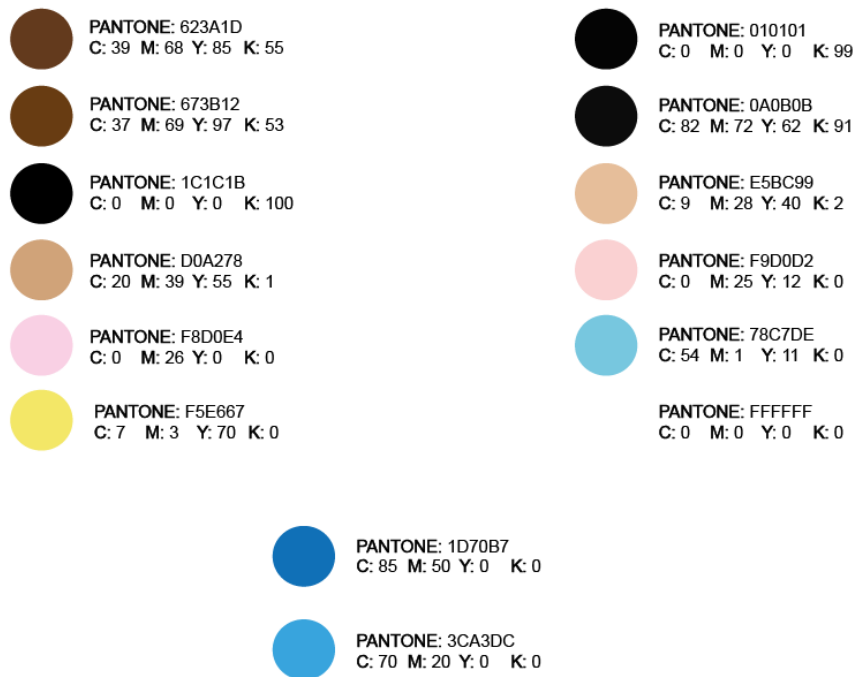 PANTONE: 623A1D
C: 39 M: 68 Y: 85 K: 55
PANTONE: 673B12
C: 37 M: 69 Y: 97 K: 53
PANTONE: 1C1C1B
C: 0 M: 0 Y: 0 K: 100
PANTONE: D0A278
C: 20 M: 39 Y: 55 K: 1
PANTONE: F8D0E4
C: 0 M: 26 Y: 0 K: 0
PANTONE: F5E667
C: 7 M: 3 Y: 70 K: 0
PANTONE: 010101
C: 0 M: 0 Y: 0 K: 99
PANTONE: 0A0B0B
C: 82 M: 72 Y: 62 K: 91
PANTONE: E5BC99
C: 9 M: 28 Y: 40 K: 2
PANTONE: F9D0D2
C: 0 M: 25 Y: 12 K: 0
PANTONE: 78C7DE
C: 54 M: 1 Y: 11 K: 0
PANTONE: FFFFFF
C: 0 M: 0 Y: 0 K: 0
PANTONE: 1D70B7
C: 85 M: 50 Y: 0 K: 0
PANTONE: 3CA3DC
C: 70 M: 20 Y: 0 K: 0